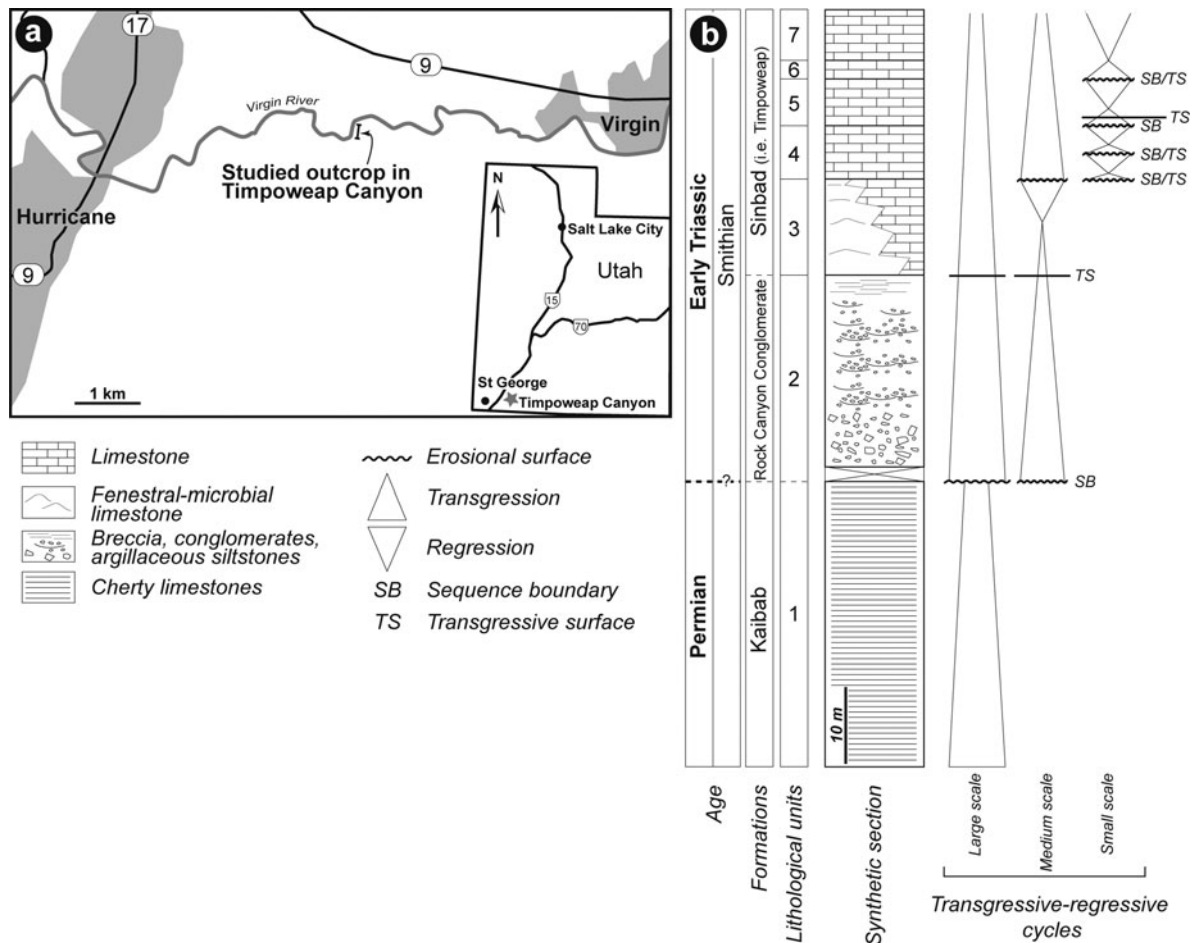 a
17
9
Virgin River
Virgin
Studied outcrop in
Timpoweap Canyon
Hurricane
9
1 km
N
Salt Lake City
Utah
15
70
St George
Timpoweap Canyon
Limestone
Fenestral-microbial
limestone
Breccia, conglomerates,
argillaceous siltstones
Cherty limestones
Erosional surface
Transgression
Regression
SB Sequence boundary
TS Transgressive surface
b
Early Triassic
Smithian
Permian
?
Sinbad (i.e. Timpoweap)
Rock Canyon Conglomerate
Kaibab
7
6
5
4
3
2
1
10 m
SB/TS
TS
SB
SB/TS
SB/TS
TS
SB
Age
Formations
Lithological units
Synthetic section
Large scale
Medium scale
Small scale
Transgressive-regressive
cycles